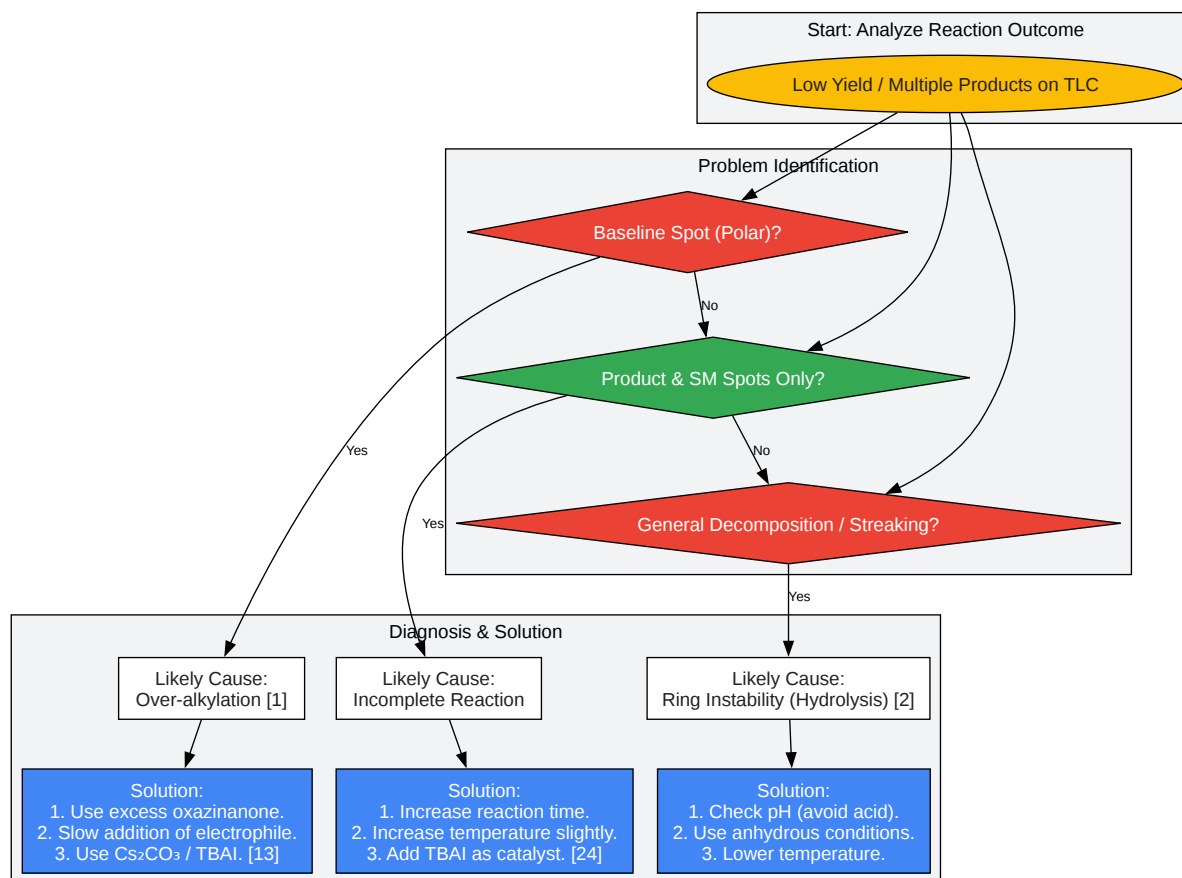 Start: Analyze Reaction Outcome
Low Yield / Multiple Products on TLC
Problem Identification
Baseline Spot (Polar)?
No
Product & SM Spots Only?
Yes
No
General Decomposition / Streaking?
Yes
Yes
Diagnosis & Solution
Likely Cause:
Over-alkylation [1]
Likely Cause:
Incomplete Reaction
Likely Cause:
Ring Instability (Hydrolysis) [2]
Solution:
1. Use excess oxazinanone.
2. Slow addition of electrophile.
3. Use Cs₂CO₃ / TBAI. [13]
Solution:
1. Increase reaction time.
2. Increase temperature slightly.
3. Add TBAI as catalyst. [24]
Solution:
1. Check pH (avoid acid).
2. Use anhydrous conditions.
3. Lower temperature.